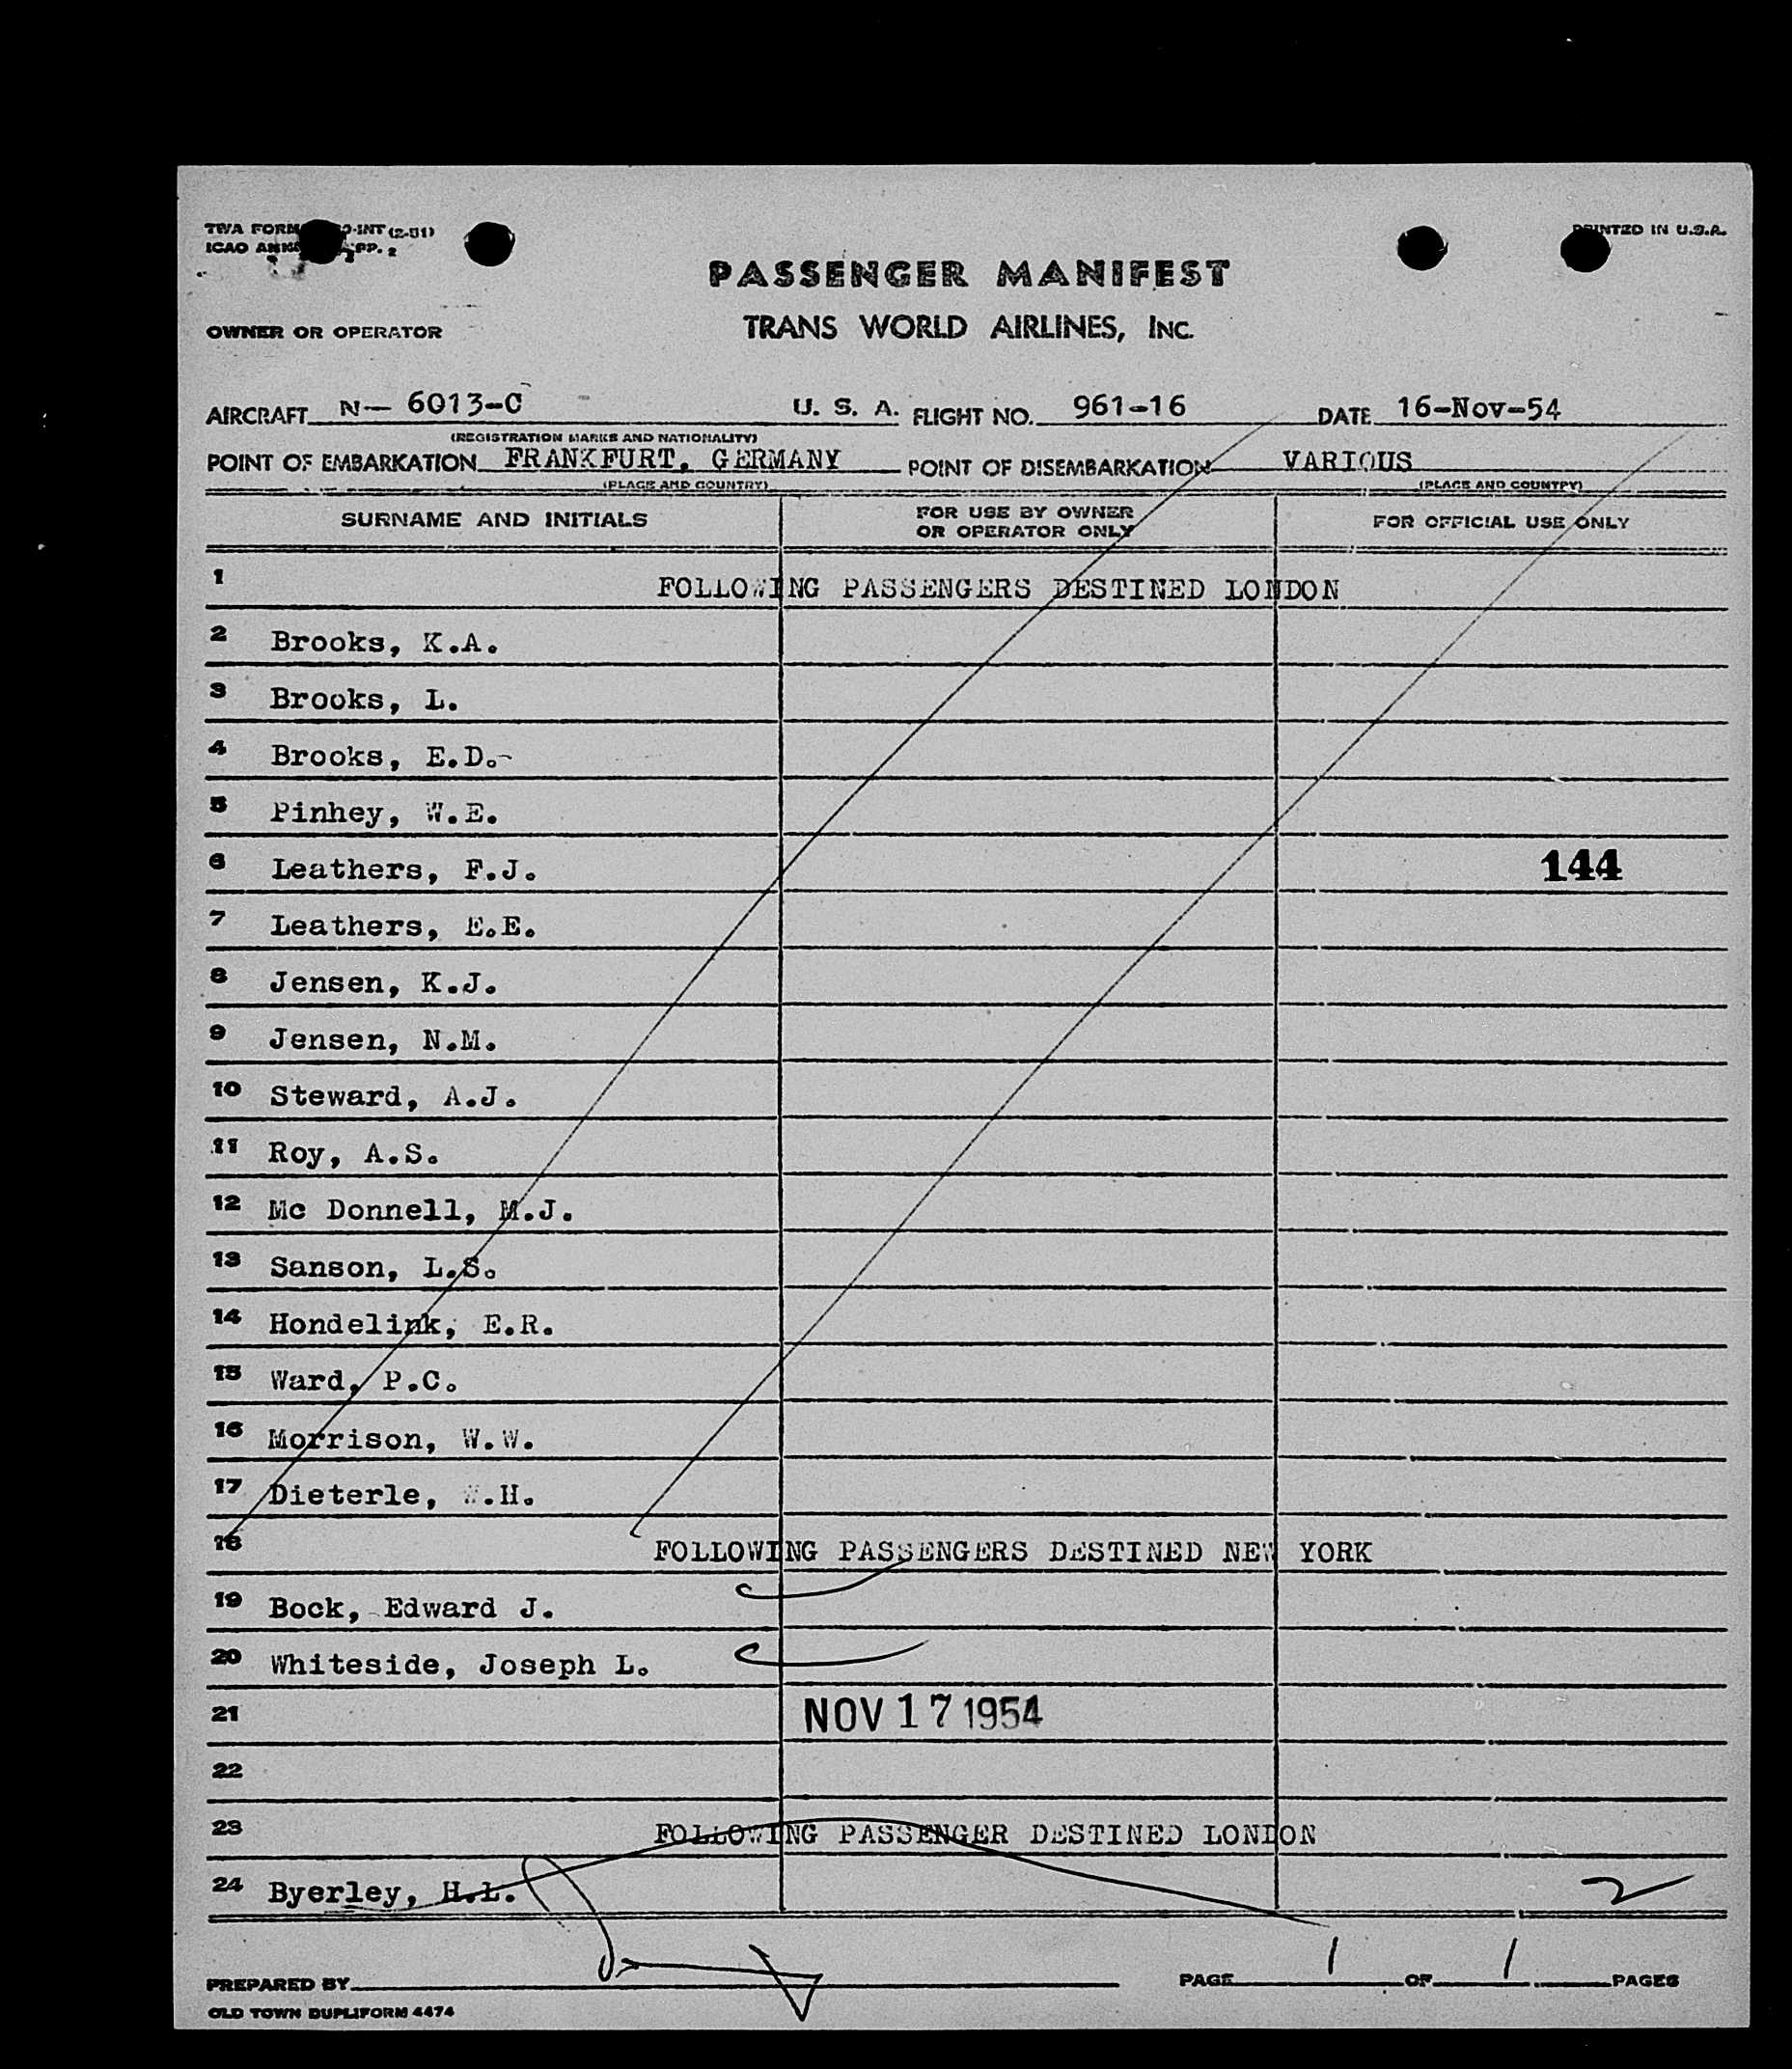 TWA FORM -INT (2-51)
ICAO APP. 2
PRINTED IN U.S.A.
PASSENGER MANIFEST
OWNER OR OPERATOR
TRANS WORLD AIRLINES, INC.
AIRCRAFT N— 6013-C U. S. A. FLIGHT NO. 961-16 DATE 16-Nov-54
(REGISTRATION MARKS AND NATIONALITY)
POINT OF EMBARKATION FRANKFURT, GERMANY POINT OF DISEMBARKATION VARIOUS
(PLACE AND COUNTRY) (PLACE AND COUNTRY)
SURNAME AND INITIALS FOR USE BY OWNER OR OPERATOR ONLY FOR OFFICIAL USE ONLY
1 FOLLOWING PASSENGERS DESTINED LONDON
2 Brooks, K.A.
3 Brooks, L.
4 Brooks, E.D.-
5 Pinhey, W.E.
6 Leathers, F.J. 144
7 Leathers, E.E.
8 Jensen, K.J.
9 Jensen, N.M.
10 Steward, A.J.
11 Roy, A.S.
12 Mc Donnell, M.J.
13 Sanson, L.S.
14 Hondelink, E.R.
15 Ward, P.C.
16 Morrison, W.W.
17 Dieterle, W.H.
18 FOLLOWING PASSENGERS DESTINED NEW YORK
19 Bock, Edward J.
20 Whiteside, Joseph L.
21 NOV 17 1954
22
23 FOLLOWING PASSENGER DESTINED LONDON
24 Byerley, H.L. 2
PREPARED BY PAGE 1 OF 1 PAGES
OLD TOWN DUPLIFORM 4474